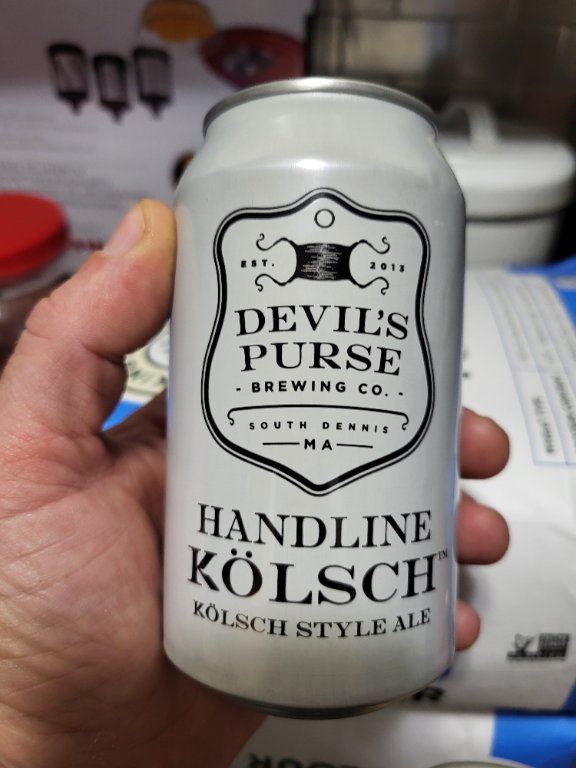 EST. 2013
DEVIL'S
PURSE
- BREWING CO. -
SOUTH DENNIS
MA
HANDLINE
KÖLSCH™
KÖLSCH STYLE ALE